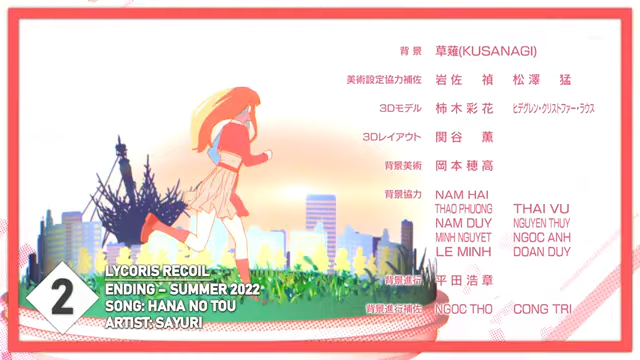 背景 草薙(KUSANAGI)
美術設定協力補佐 岩佐 禎 松澤 猛
3Dモデル 柿木彩花 ヒデグレン・クリストファー・ラウス
3Dレイアウト 関谷 薫
背景美術 岡本穂高
背景協力 NAM HAI
THAO PHUONG THAI VU
NAM DUY NGUYEN THUY
MINH NGUYET NGOC ANH
LE MINH DOAN DUY
背景進行 平田浩章
背景進行補佐 NGOC THO CONG TRI
2
LYCORIS RECOIL
ENDING – SUMMER 2022
SONG: HANA NO TOU
ARTIST: SAYURI